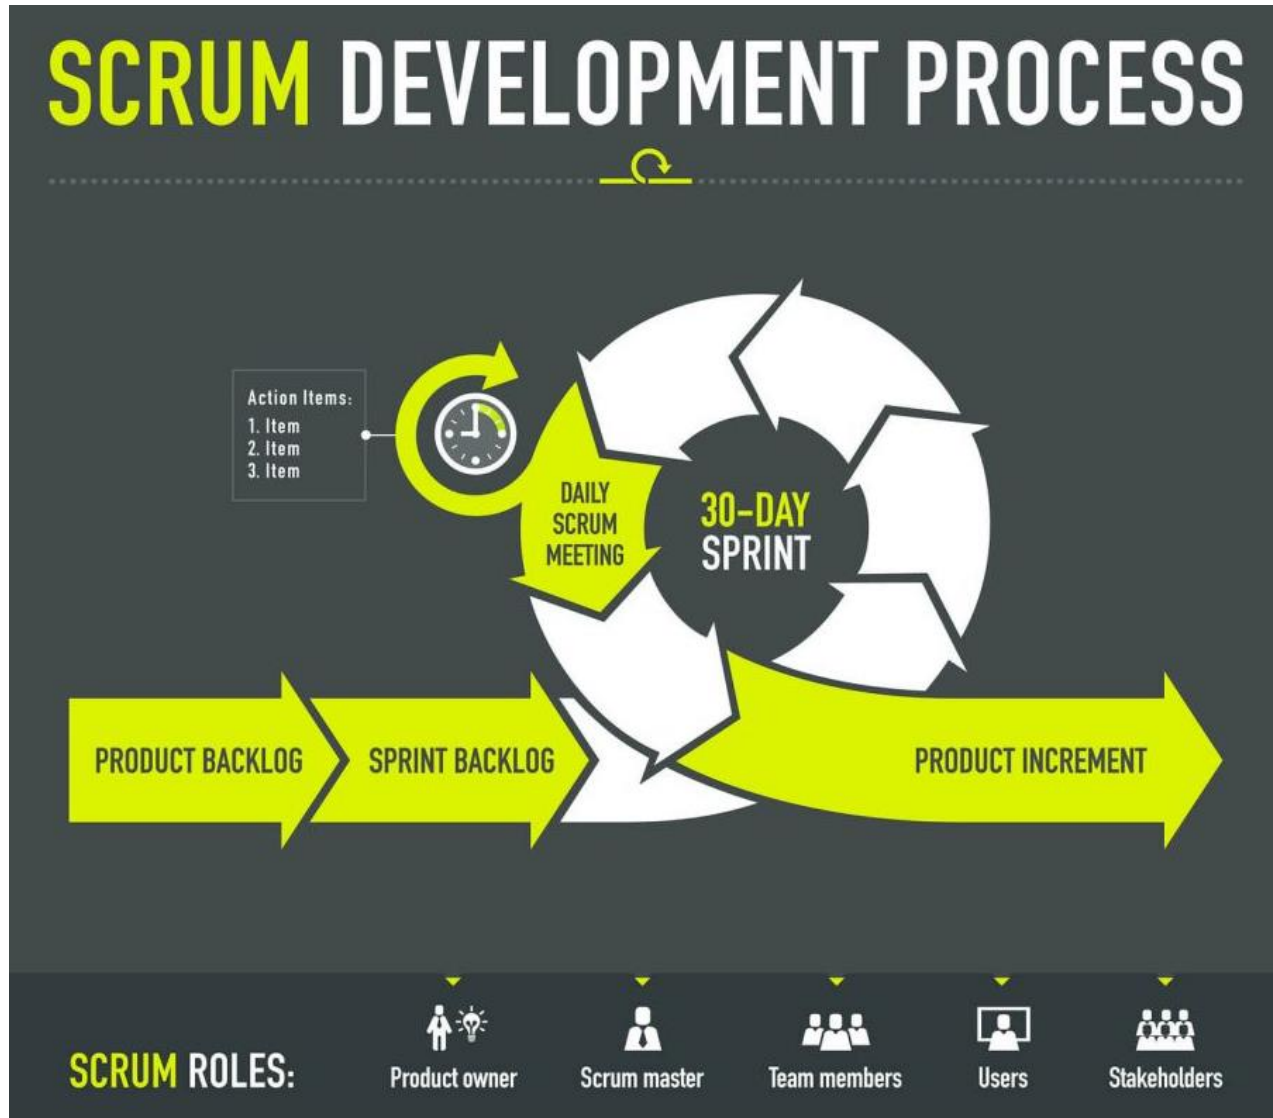 SCRUM DEVELOPMENT PROCESS
Action Items:
1. Item
2. Item
3. Item
DAILY
SCRUM
MEETING
30-DAY
SPRINT
PRODUCT BACKLOG
SPRINT BACKLOG
PRODUCT INCREMENT
SCRUM ROLES:
Product owner
Scrum master
Team members
Users
Stakeholders